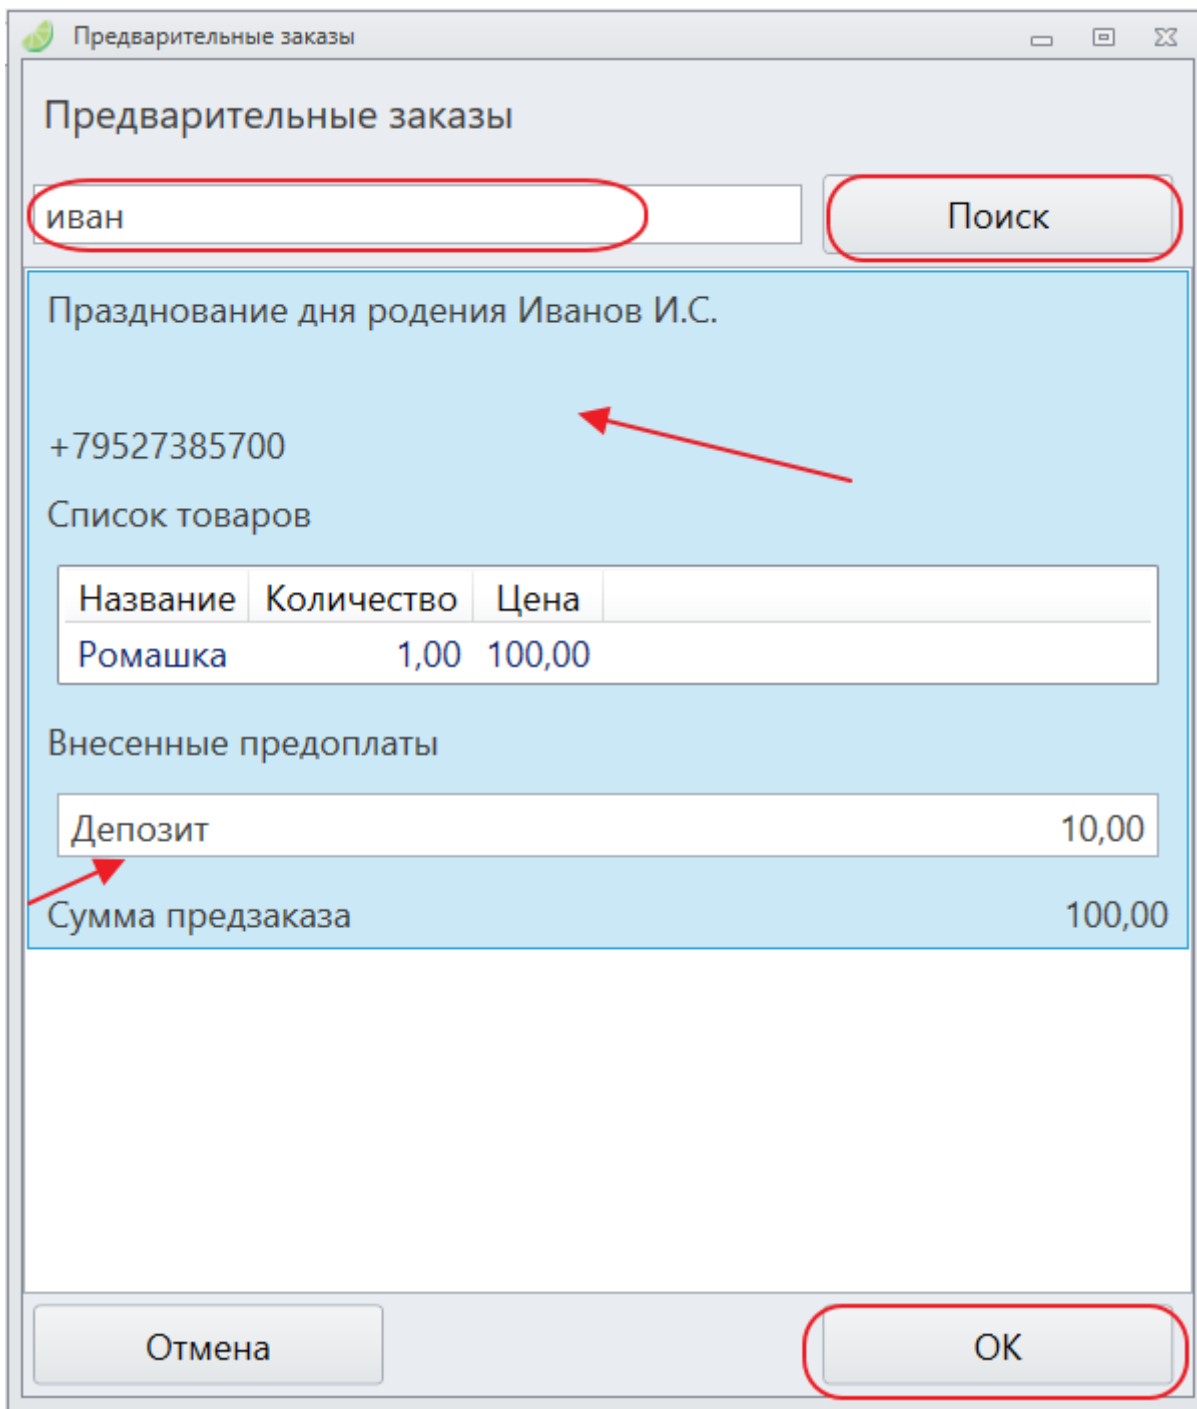 Предварительные заказы
Предварительные заказы
иван
Поиск
Празднование дня родения Иванов И.С.
+79527385700
Список товаров
Название Количество Цена
Ромашка 1,00 100,00
Внесенные предоплаты
Депозит 10,00
Сумма предзаказа 100,00
Отмена
ОК